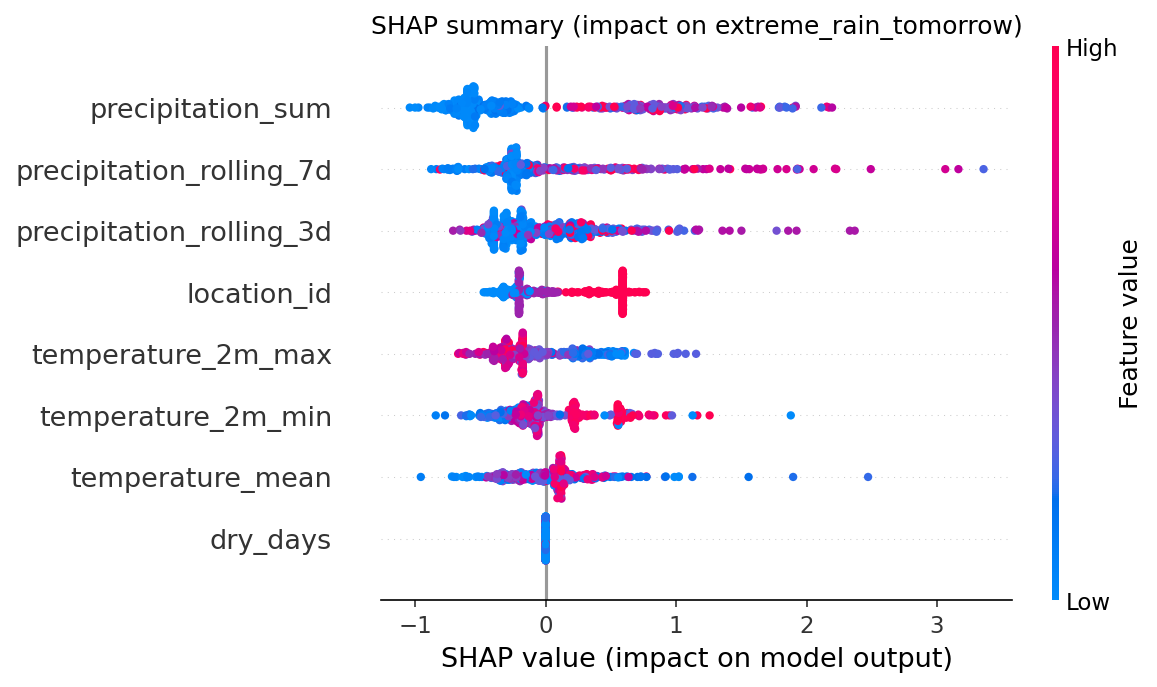 SHAP summary (impact on extreme_rain_tomorrow)
High
precipitation_sum
precipitation_rolling_7d
precipitation_rolling_3d
location_id
temperature_2m_max
temperature_2m_min
temperature_mean
dry_days
Feature value
Low
−1 0 1 2 3
SHAP value (impact on model output)